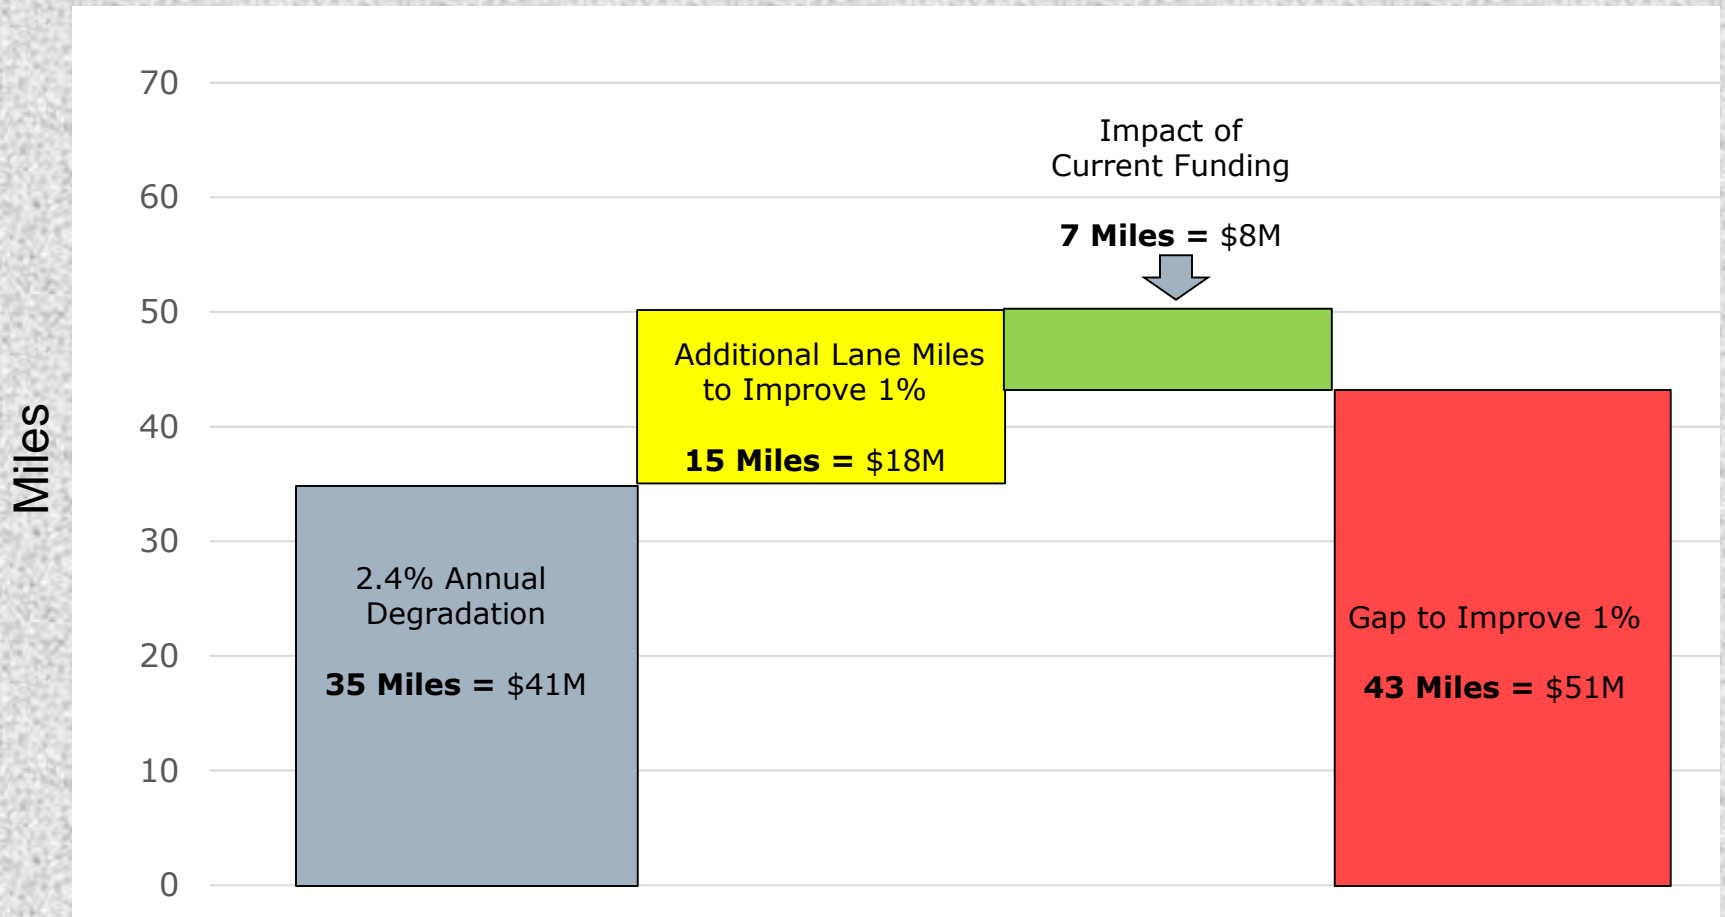 Miles
70
60
50
40
30
20
10
0
2.4% Annual
Degradation
35 Miles = $41M
Additional Lane Miles
to Improve 1%
15 Miles = $18M
Impact of
Current Funding
7 Miles = $8M
Gap to Improve 1%
43 Miles = $51M